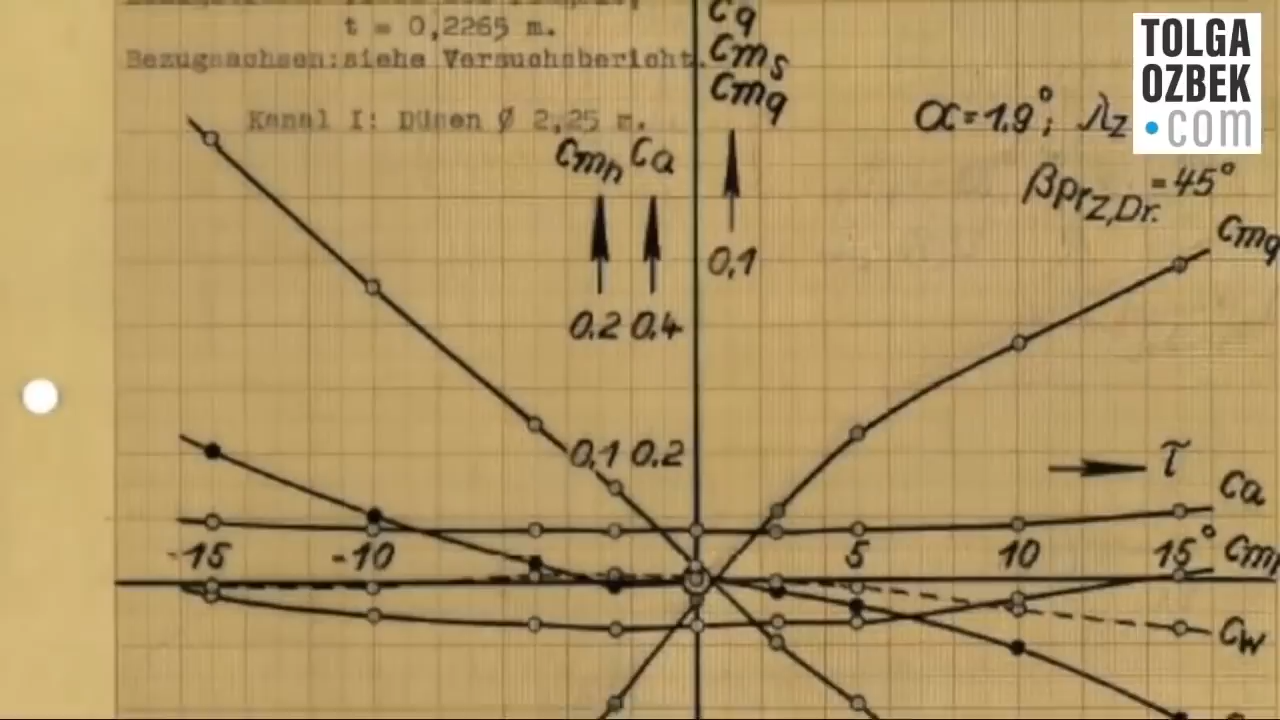 t = 0,2265 m.
Bezugsachsen:siehe Versuchsbericht.
Kanal I: Düsen Ø 2,25 m.
Cq
Cms
Cmq
Cmn Ca
0.2 0.4
0.1
0.1 0.2
α=1.9°; λz
βprz,Dr.=45°
Cmq
τ
Ca
-15 -10 5 10 15°
Cw
TOLGA
OZBEK
.com